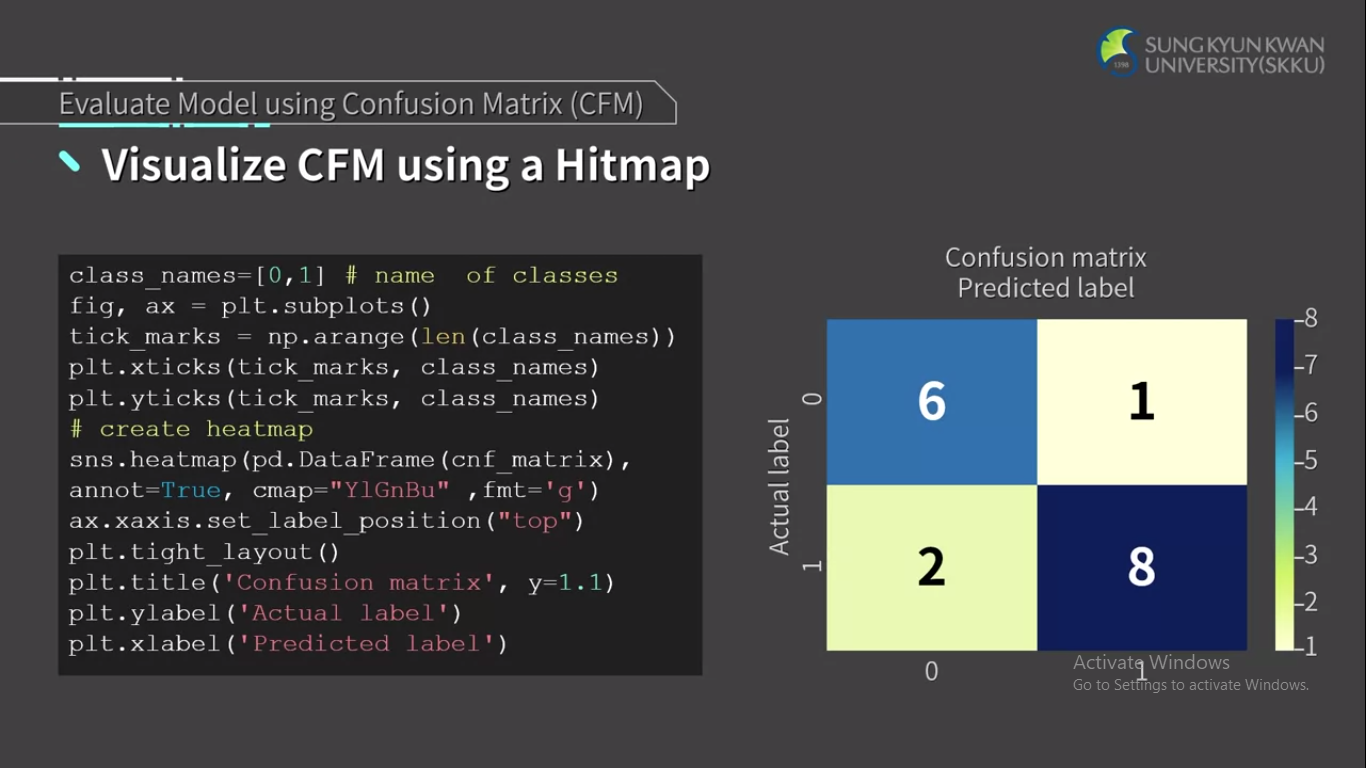 SUNGKYUNKWAN
UNIVERSITY(SKKU)
1398
Evaluate Model using Confusion Matrix (CFM)
Visualize CFM using a Hitmap
class_names=[0,1] # name  of classes
fig, ax = plt.subplots()
tick_marks = np.arange(len(class_names))
plt.xticks(tick_marks, class_names)
plt.yticks(tick_marks, class_names)
# create heatmap
sns.heatmap(pd.DataFrame(cnf_matrix),
annot=True, cmap="YlGnBu" ,fmt='g')
ax.xaxis.set_label_position("top")
plt.tight_layout()
plt.title('Confusion matrix', y=1.1)
plt.ylabel('Actual label')
plt.xlabel('Predicted label')
Confusion matrix
Predicted label
Actual label
0
1
6
1
2
8
0
1
8
7
6
5
4
3
2
1
Activate Windows
Go to Settings to activate Windows.